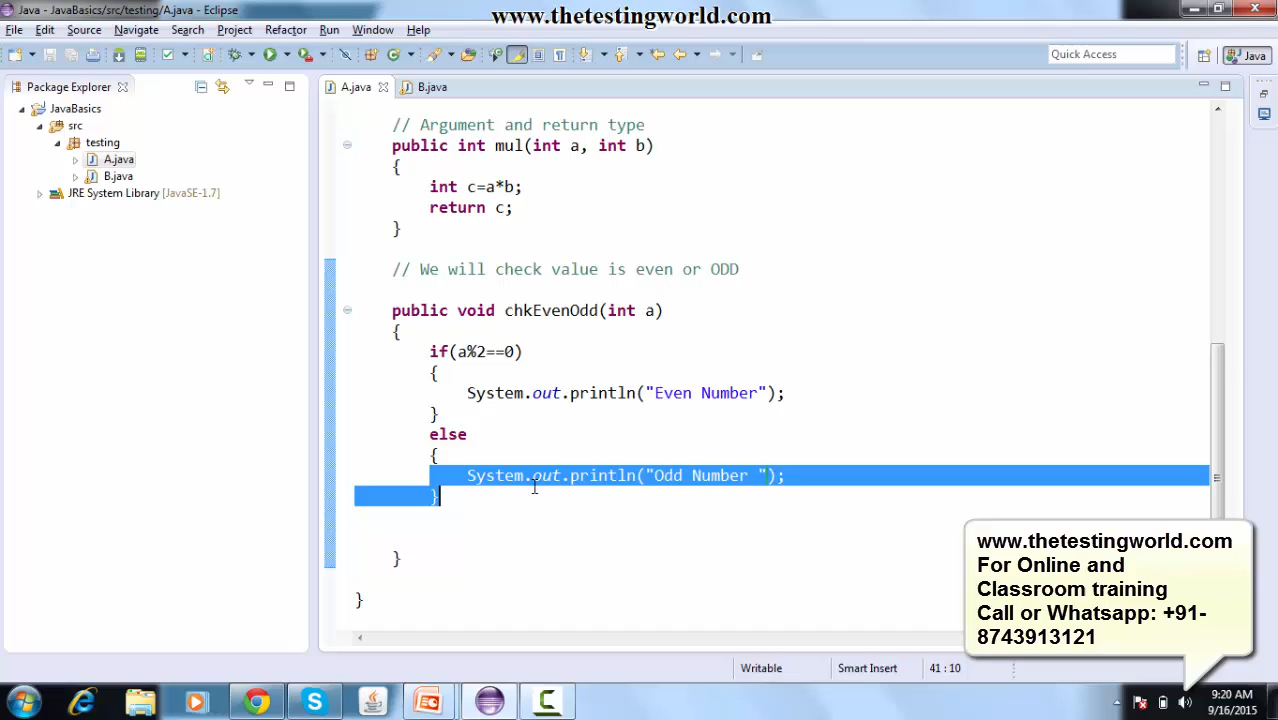 Java - JavaBasics/src/testing/A.java - Eclipse
www.thetestingworld.com
File Edit Source Navigate Search Project Refactor Run Window Help
Quick Access
Java
Package Explorer
A.java
B.java
JavaBasics
src
testing
A.java
B.java
JRE System Library [JavaSE-1.7]
// Argument and return type
public int mul(int a, int b)
{
int c=a*b;
return c;
}
// We will check value is even or ODD
public void chkEvenOdd(int a)
{
if(a%2==0)
{
System.out.println("Even Number");
}
else
{
System.out.println("Odd Number ");
}
}
}
www.thetestingworld.com
For Online and
Classroom training
Call or Whatsapp: +91-
8743913121
Writable
Smart Insert
41 : 10
9:20 AM
9/16/2015